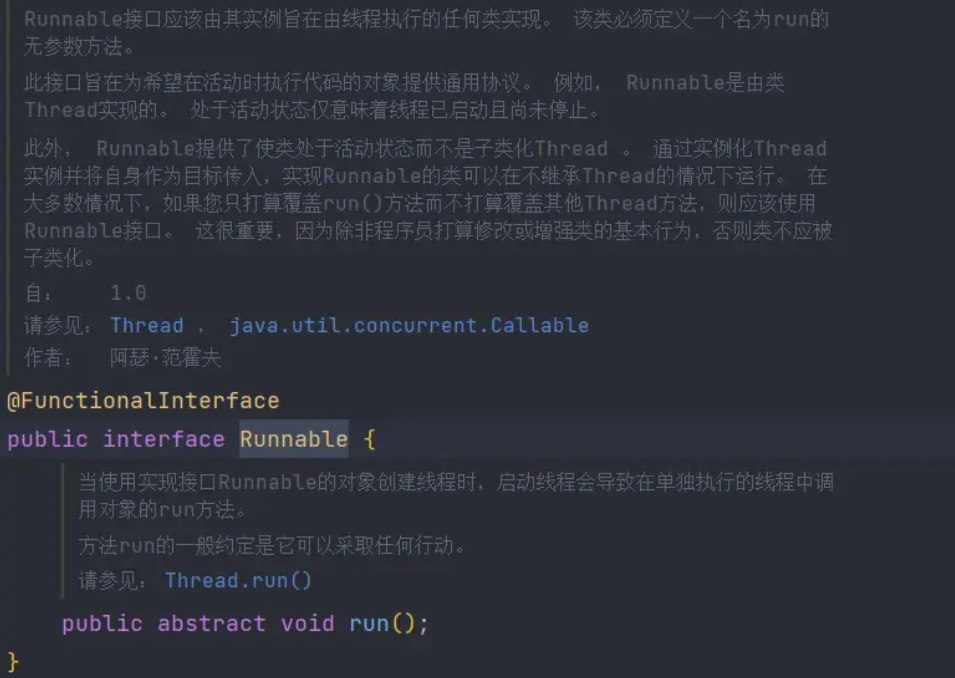 Runnable接口应该由其实例旨在由线程执行的任何类实现。 该类必须定义一个名为run的
无参数方法。
此接口旨在为希望在活动时执行代码的对象提供通用协议。 例如， Runnable是由类
Thread实现的。 处于活动状态仅意味着线程已启动且尚未停止。
此外， Runnable提供了使类处于活动状态而不是子类化Thread 。 通过实例化Thread
实例并将自身作为目标传入，实现Runnable的类可以在不继承Thread的情况下运行。 在
大多数情况下，如果您只打算覆盖run()方法而不打算覆盖其他Thread方法，则应该使用
Runnable接口。 这很重要，因为除非程序员打算修改或增强类的基本行为，否则类不应被
子类化。
自： 1.0
请参见： Thread ， java.util.concurrent.Callable
作者： 阿瑟·范霍夫
@FunctionalInterface
public interface Runnable {
当使用实现接口Runnable的对象创建线程时，启动线程会导致在单独执行的线程中调
用对象的run方法。
方法run的一般约定是它可以采取任何行动。
请参见： Thread.run()
public abstract void run();
}